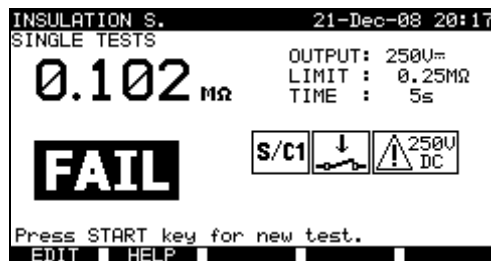 INSULATION S. 21-Dec-08 20:17
SINGLE TESTS
0.102 MΩ
OUTPUT: 250V⎓
LIMIT : 0.25MΩ
TIME : 5s
FAIL
S/C1
250V
DC
Press START key for new test.
EDIT HELP